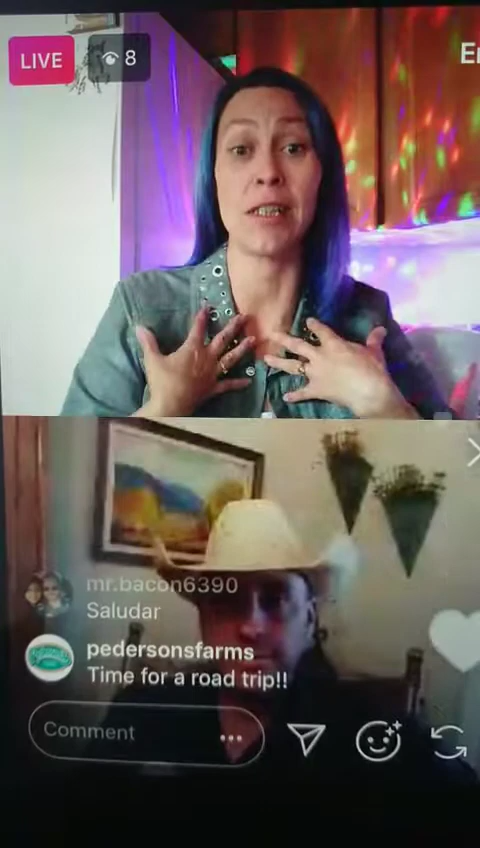 LIVE
8
mr.bacon6390
Saludar
pedersonsfarms
Time for a road trip!!
Comment